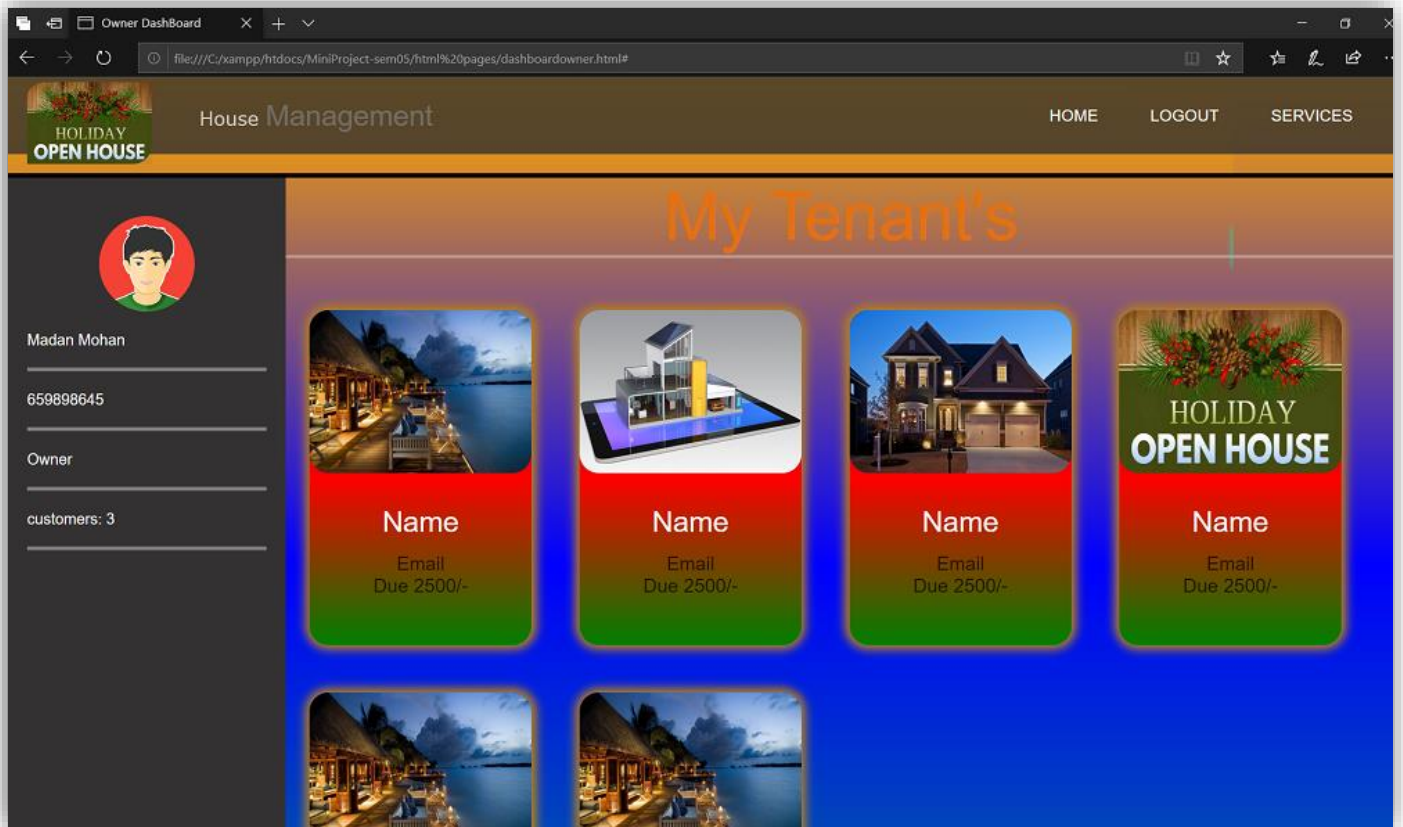 Owner DashBoard
file:///C:/xampp/htdocs/MiniProject-sem05/html%20pages/dashboardowner.html#
HOLIDAY
OPEN HOUSE
House Management
HOME LOGOUT SERVICES
My Tenant's
Madan Mohan
659898645
Owner
customers: 3
HOLIDAY
OPEN HOUSE
Name Name Name Name
Email Email Email Email
Due 2500/- Due 2500/- Due 2500/- Due 2500/-